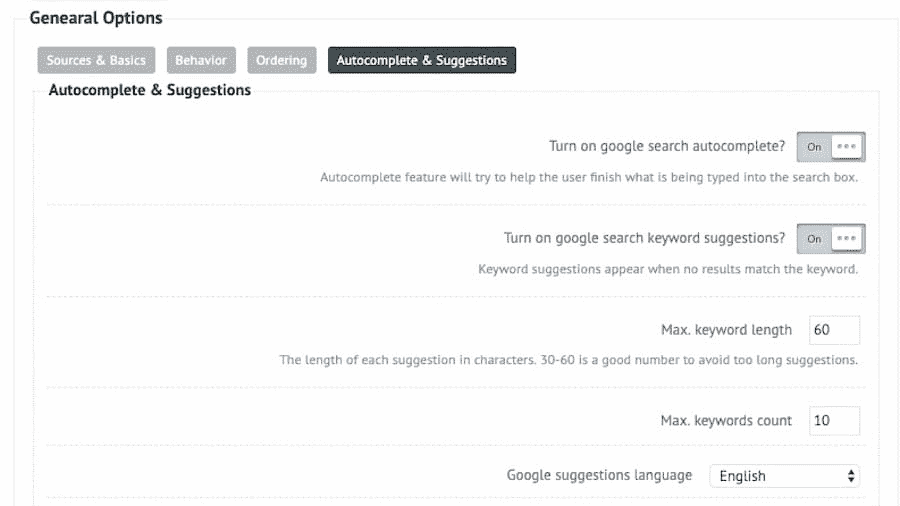 Genearal Options
Sources & Basics Behavior Ordering Autocomplete & Suggestions
Autocomplete & Suggestions
Turn on google search autocomplete? On
Autocomplete feature will try to help the user finish what is being typed into the search box.
Turn on google search keyword suggestions? On
Keyword suggestions appear when no results match the keyword.
Max. keyword length 60
The length of each suggestion in characters. 30-60 is a good number to avoid too long suggestions.
Max. keywords count 10
Google suggestions language English